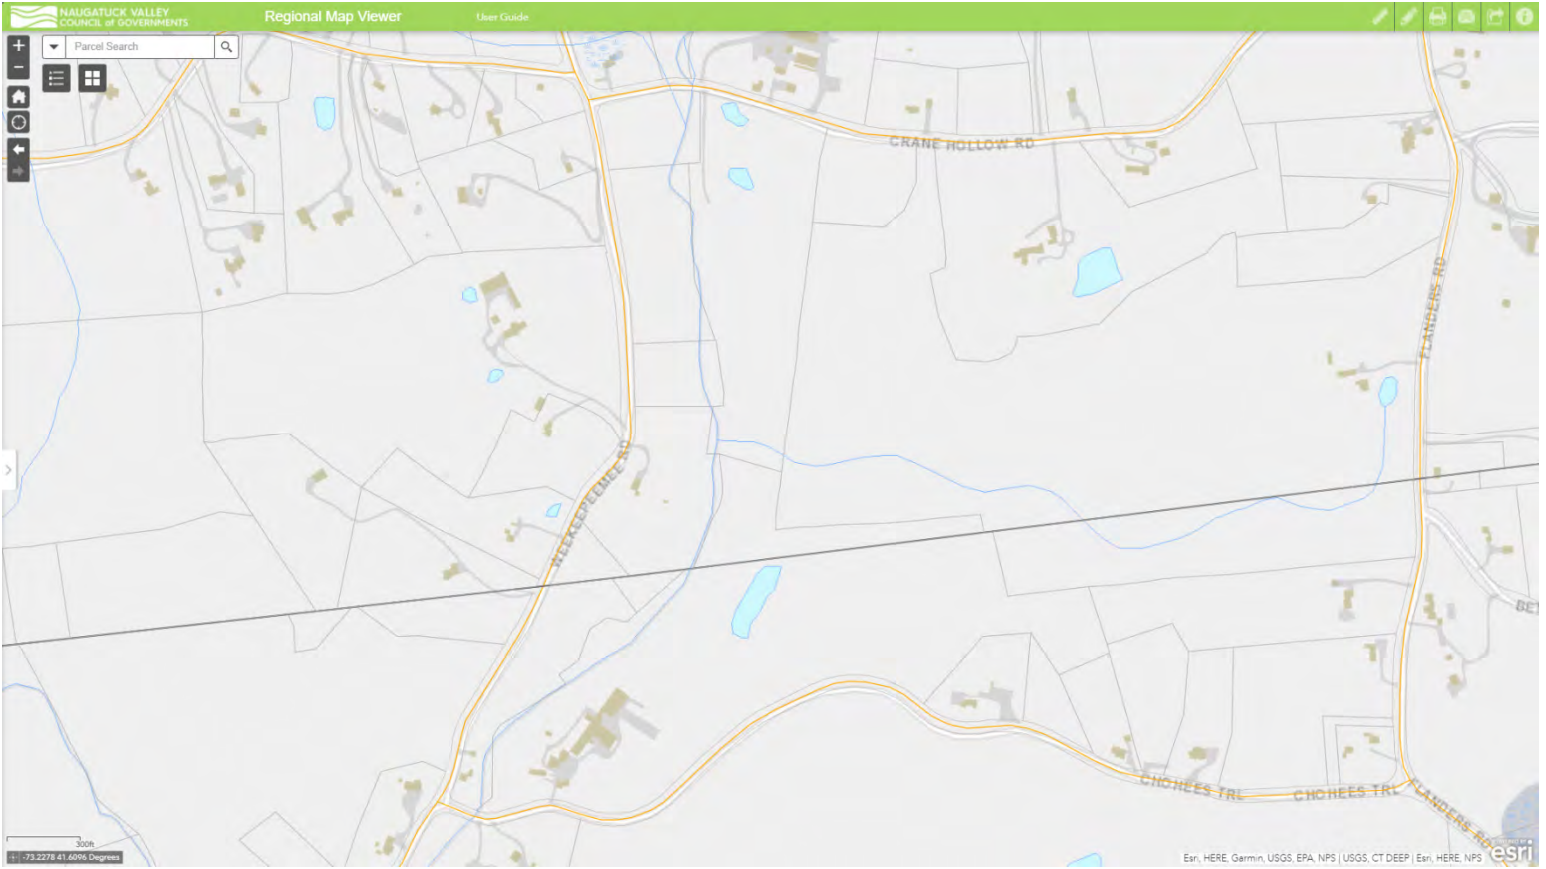 NAUGATUCK VALLEY
COUNCIL of GOVERNMENTS
Regional Map Viewer
User Guide
+
Parcel Search
−
CRANE HOLLOW RD
FLANDERS RD
WEEKEEPEEMEE RD
BET
CHOHEES TRL
CHOHEES TRL
FLANDERS RD
300ft
-73.2278 41.6096 Degrees
Esri, HERE, Garmin, USGS, EPA, NPS | USGS, CT DEEP | Esri, HERE, NPS
esri